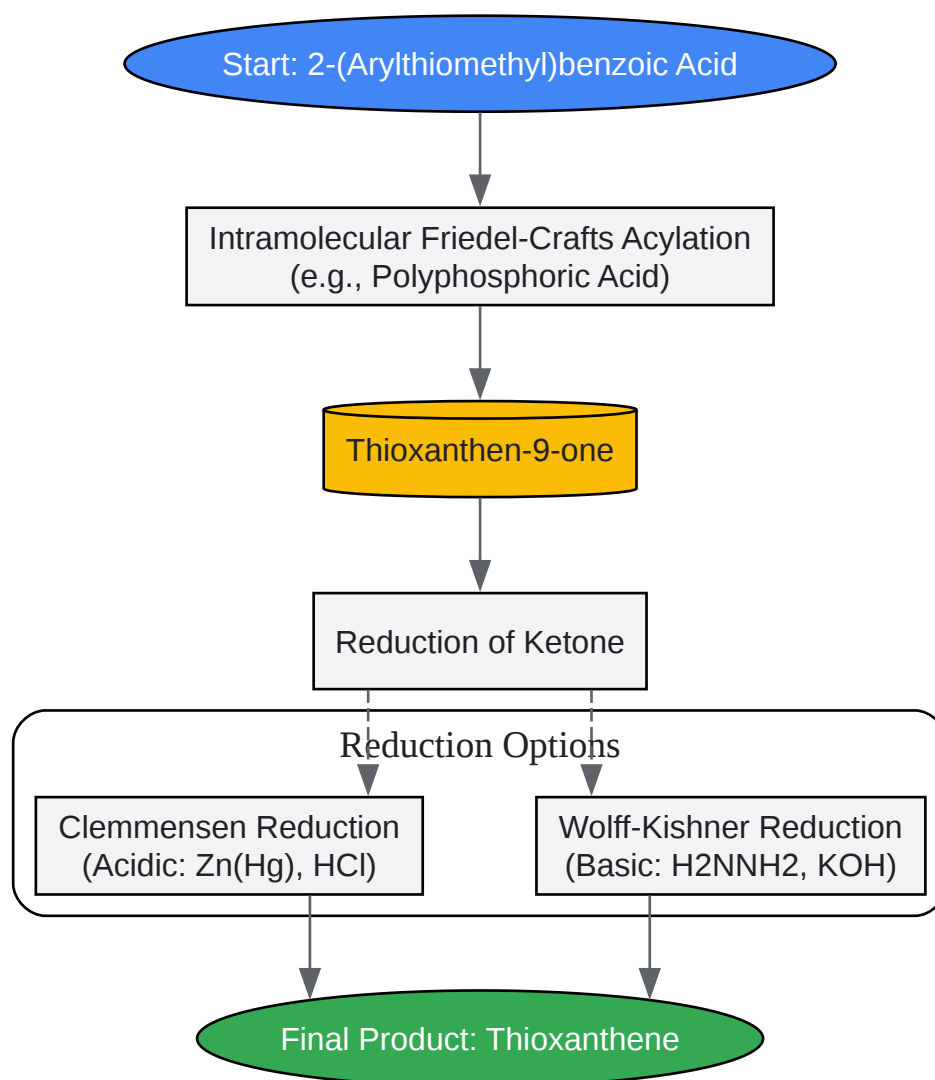 Start: 2-(Arylthiomethyl)benzoic Acid
Intramolecular Friedel-Crafts Acylation
(e.g., Polyphosphoric Acid)
Thioxanthen-9-one
Reduction of Ketone
Reduction Options
Clemmensen Reduction
(Acidic: Zn(Hg), HCl)
Wolff-Kishner Reduction
(Basic: H2NNH2, KOH)
Final Product: Thioxanthene